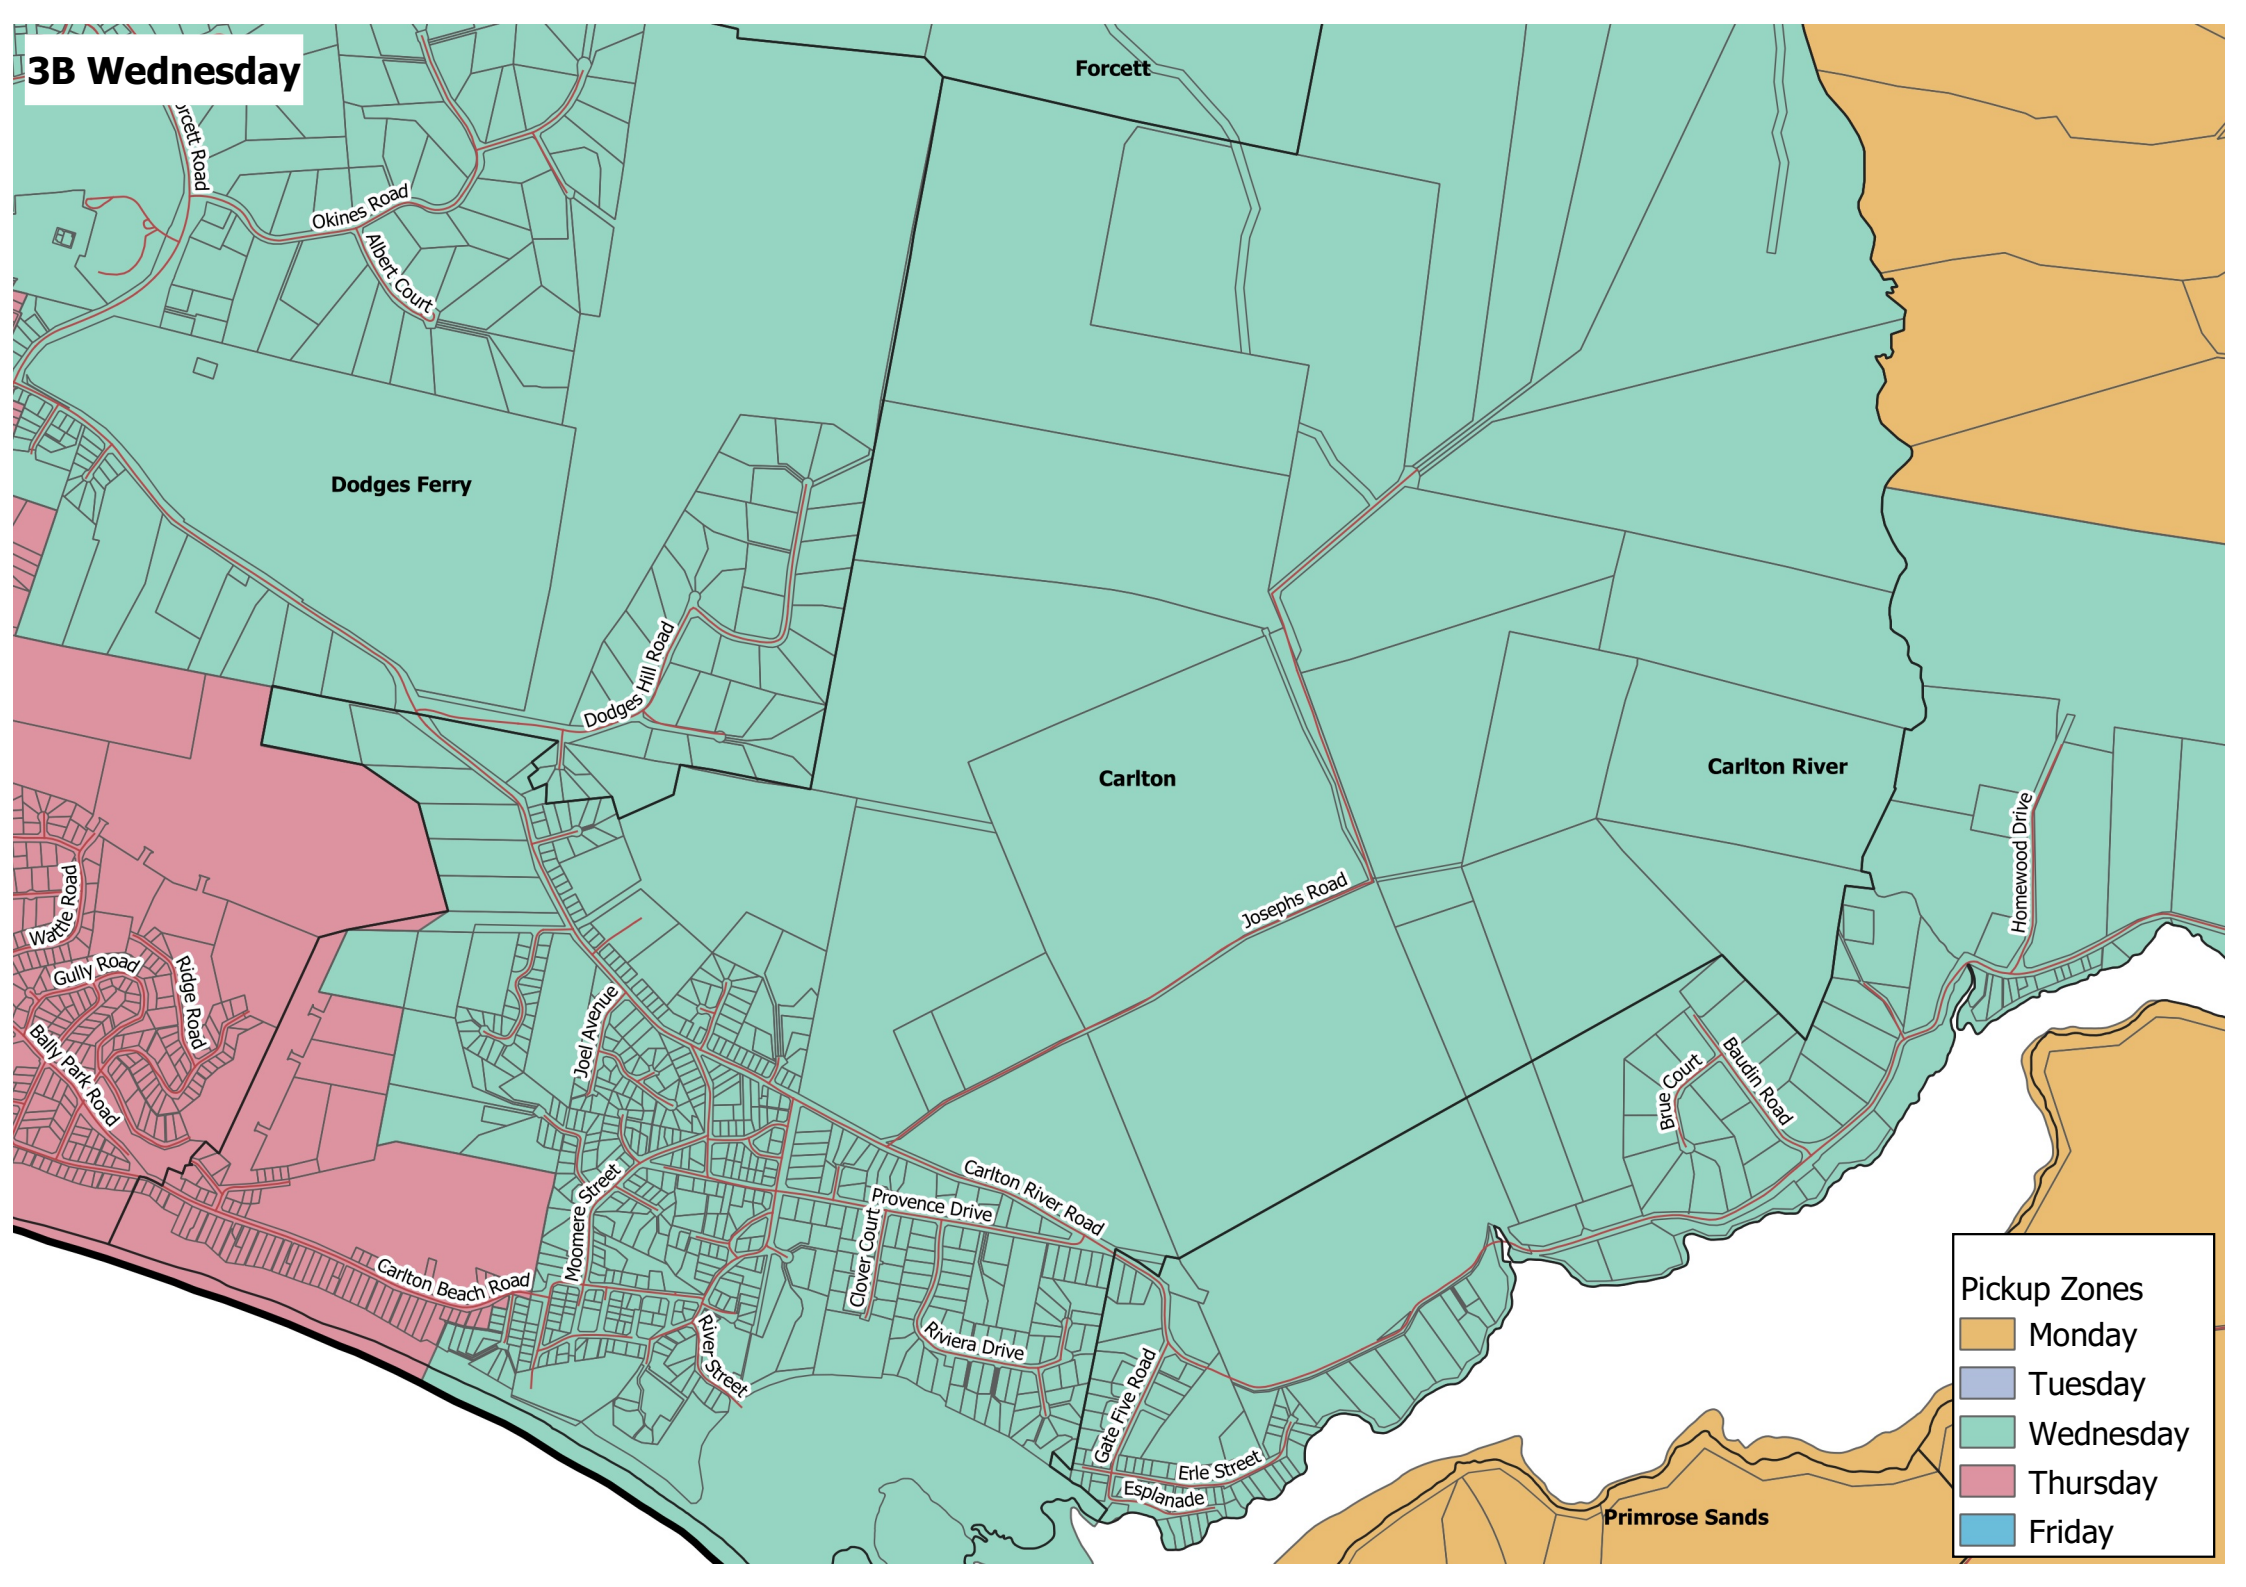 3B Wednesday
Forcett
orcett Road
Okines Road
Albert Court
Dodges Ferry
Dodges Hill Road
Carlton
Carlton River
Homewood Drive
Josephs Road
Wattle Road
Gully Road
Ridge Road
Bally Park Road
Joel Avenue
Baudin Road
Brue Court
Carlton River Road
Provence Drive
Moomere Street
Clover Court
Carlton Beach Road
River Street
Riviera Drive
Gate Five Road
Erle Street
Esplanade
Primrose Sands
Pickup Zones
Monday
Tuesday
Wednesday
Thursday
Friday